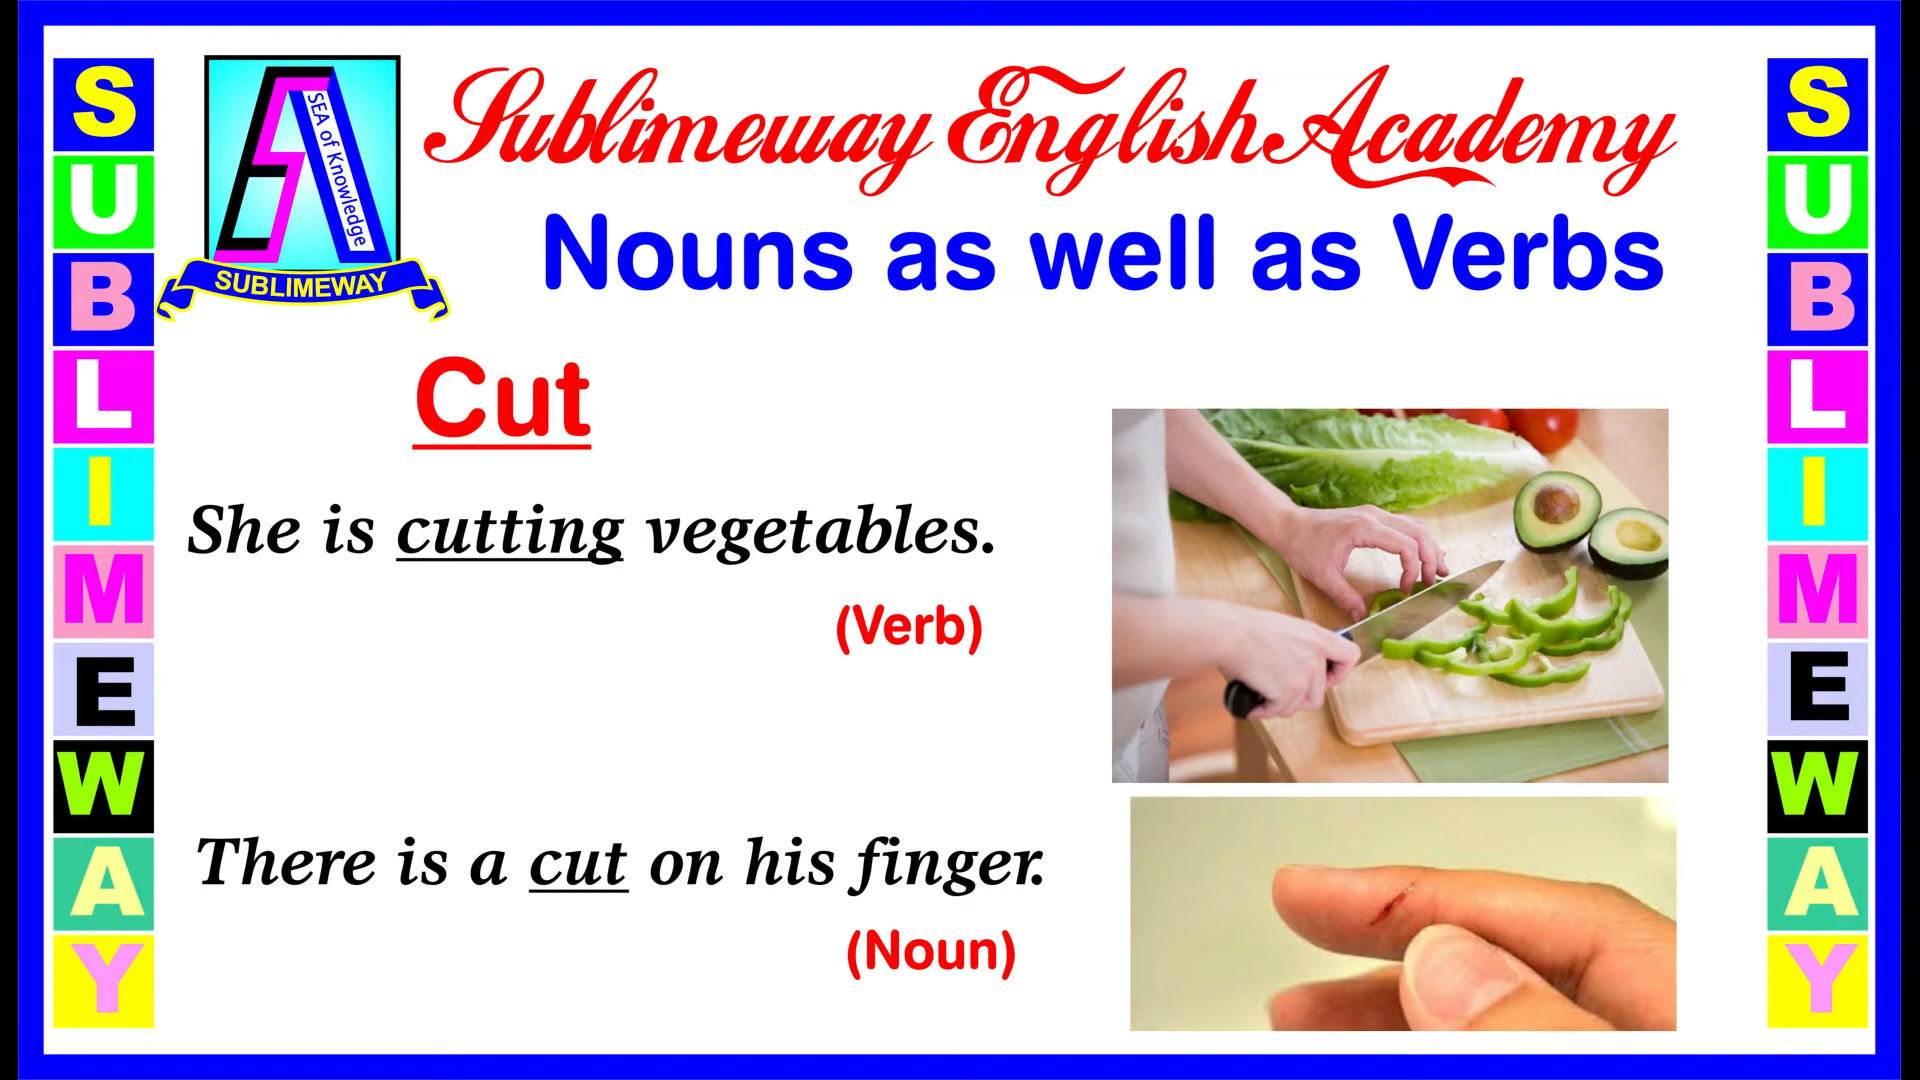 SUBLIMEWAY
SEA of Knowledge
SUBLIMEWAY
Sublimeway English Academy
Nouns as well as Verbs
Cut
She is cutting vegetables.
(Verb)
There is a cut on his finger.
(Noun)
SUBLIMEWAY